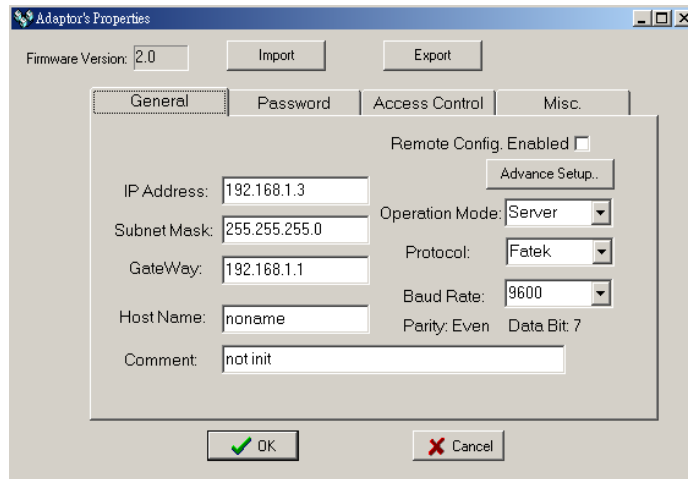 Adaptor's Properties
Firmware Version: 2.0 Import Export
General Password Access Control Misc.
Remote Config. Enabled
Advance Setup..
IP Address: 192.168.1.3
Operation Mode: Server
Subnet Mask: 255.255.255.0
Protocol: Fatek
GateWay: 192.168.1.1
Baud Rate: 9600
Host Name: noname
Parity: Even Data Bit: 7
Comment: not init
OK Cancel